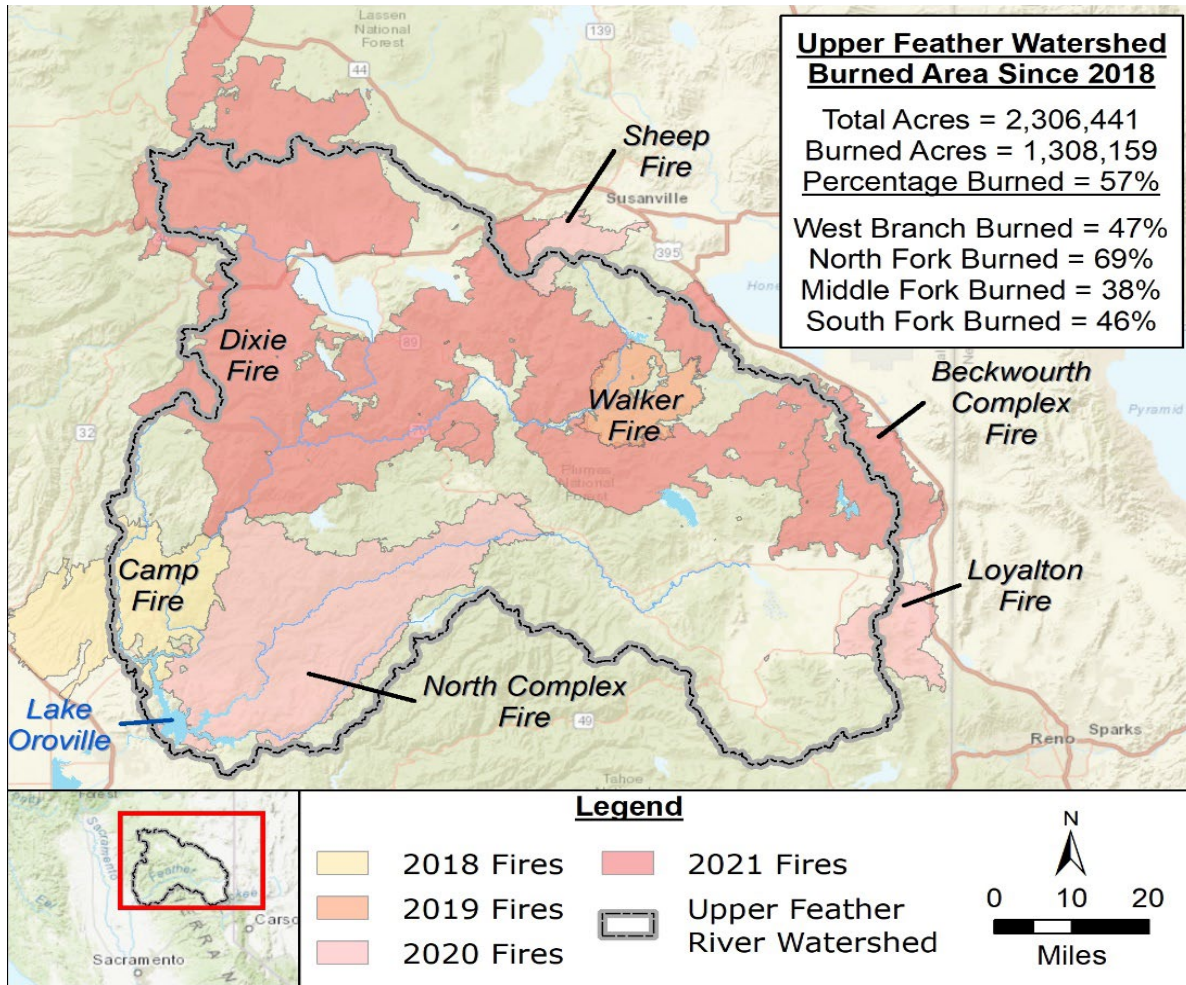 Upper Feather Watershed
Burned Area Since 2018
Total Acres = 2,306,441
Burned Acres = 1,308,159
Percentage Burned = 57%
West Branch Burned = 47%
North Fork Burned = 69%
Middle Fork Burned = 38%
South Fork Burned = 46%
Lassen
National
Forest
139
44
Sheep
Fire
Susanville
395
Dixie
Fire
89
Walker
Fire
Beckwourth
Complex
Fire
Pyramid
32
70
Plumas
National
Forest
Camp
Fire
Loyalton
Fire
North Complex
Fire
Lake
Oroville
49
Reno
Sparks
Tahoe
Forest
Sacramento
Feather
Carso
Sacramento
Legend
2018 Fires
2019 Fires
2020 Fires
2021 Fires
Upper Feather
River Watershed
N
0 10 20
Miles